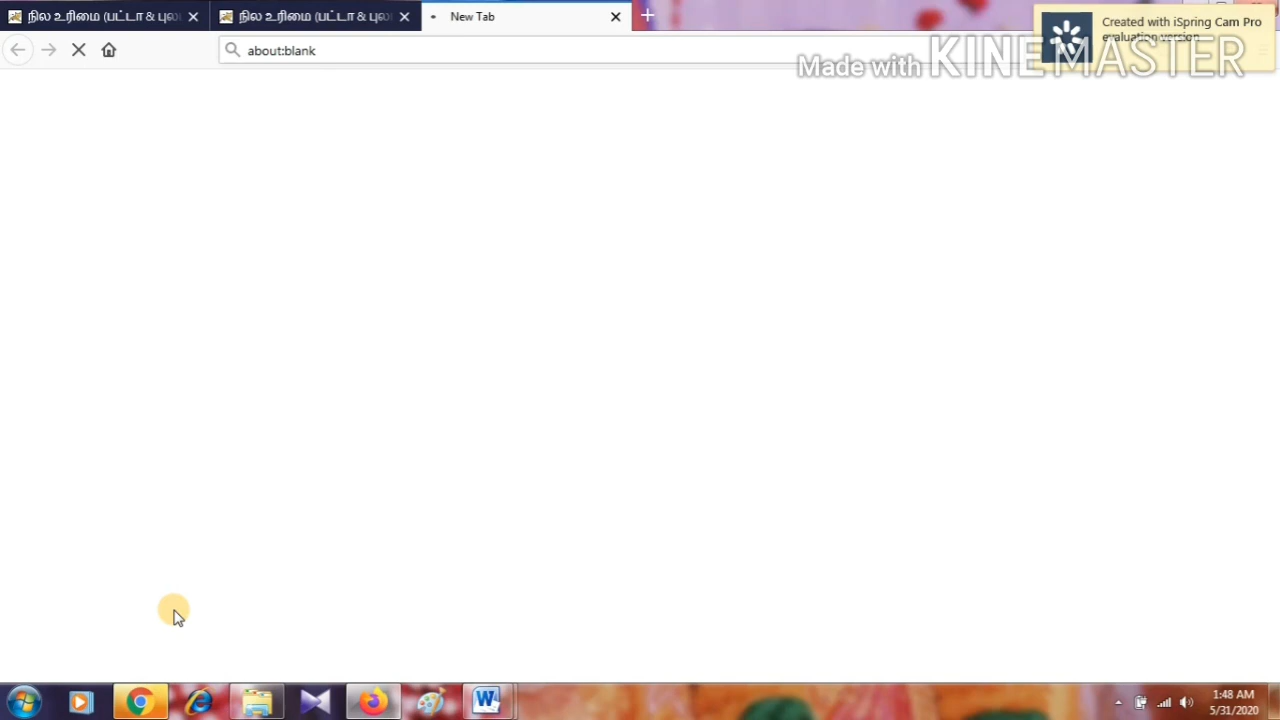 நில உரிமை (பட்டா & புல
நில உரிமை (பட்டா & புல
New Tab
about:blank
Created with iSpring Cam Pro
evaluation version
Made with KINEMASTER
1:48 AM
5/31/2020